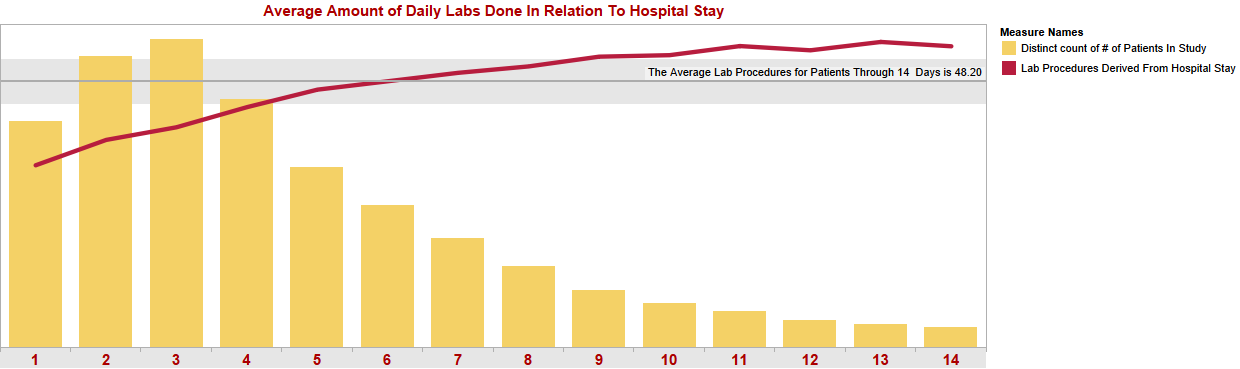 Average Amount of Daily Labs Done In Relation To Hospital Stay
Measure Names
Distinct count of # of Patients In Study
Lab Procedures Derived From Hospital Stay
The Average Lab Procedures for Patients Through 14 Days is 48.20
1 2 3 4 5 6 7 8 9 10 11 12 13 14